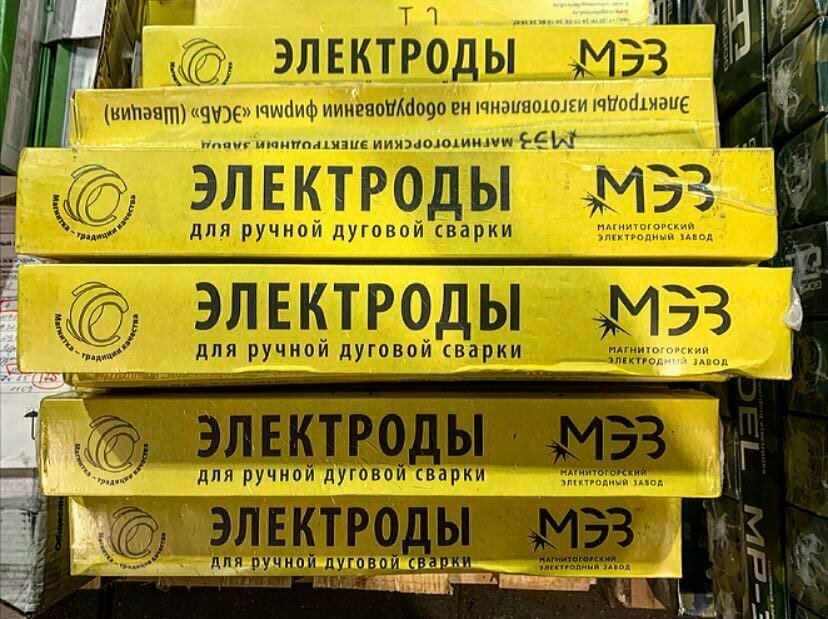 ЭЛЕКТРОДЫ
МЭЗ
Электроды изготовлены на оборудовании фирмы «ЭСАБ» (Швеция)
МЭЗ МАГНИТОГОРСКИЙ ЭЛЕКТРОДНЫЙ ЗАВОД
Магнитка – традиции качества
ЭЛЕКТРОДЫ
для ручной дуговой сварки
МЭЗ
МАГНИТОГОРСКИЙ
ЭЛЕКТРОДНЫЙ ЗАВОД
Магнитка – традиции качества
ЭЛЕКТРОДЫ
для ручной дуговой сварки
МЭЗ
МАГНИТОГОРСКИЙ
ЭЛЕКТРОДНЫЙ ЗАВОД
Магнитка – традиции качества
ЭЛЕКТРОДЫ
для ручной дуговой сварки
МЭЗ
МАГНИТОГОРСКИЙ
ЭЛЕКТРОДНЫЙ ЗАВОД
Магнитка – традиции качества
ЭЛЕКТРОДЫ
для ручной дуговой сварки
МЭЗ
МАГНИТОГОРСКИЙ
ЭЛЕКТРОДНЫЙ ЗАВОД